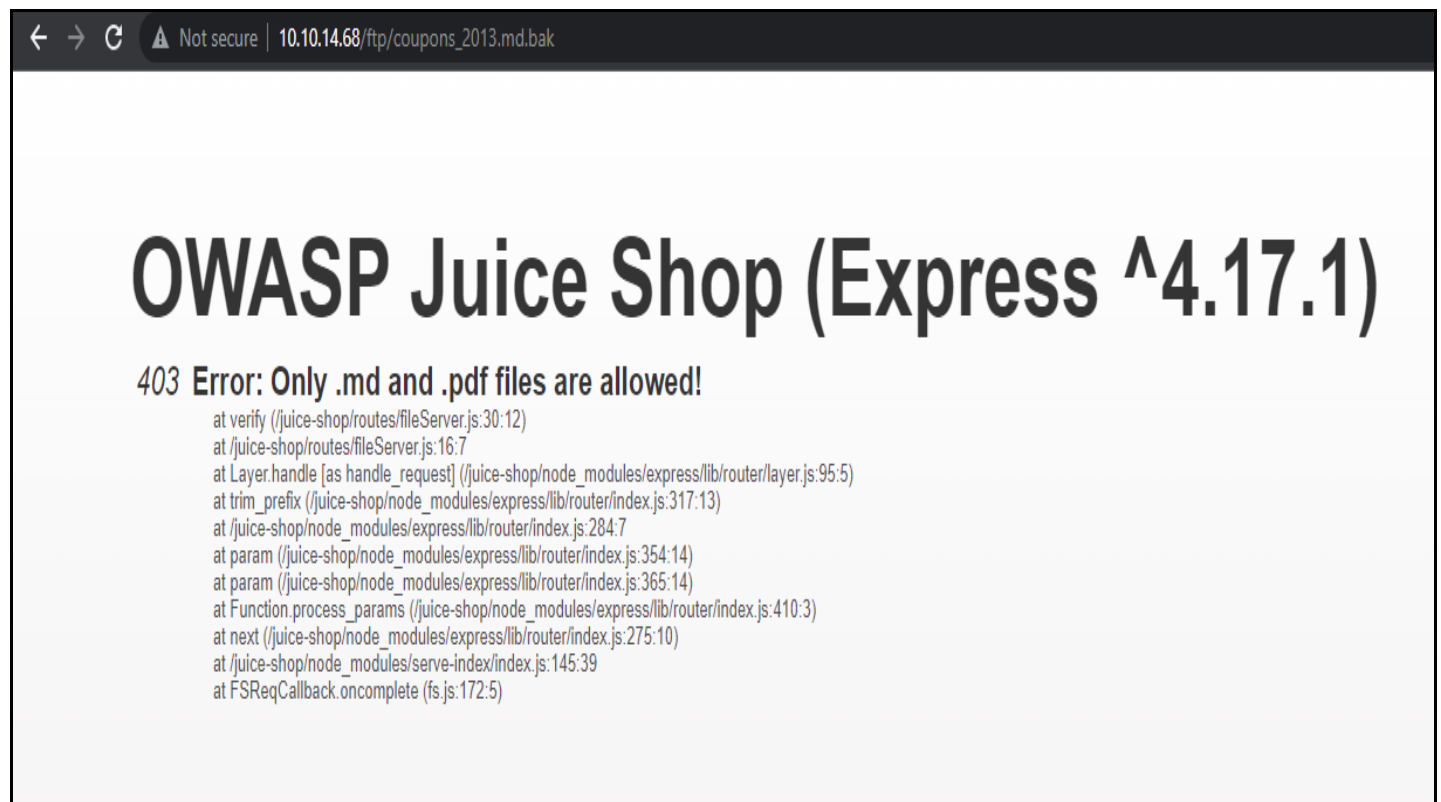 Not secure | 10.10.14.68/ftp/coupons_2013.md.bak
OWASP Juice Shop (Express ^4.17.1)
403 Error: Only .md and .pdf files are allowed!
at verify (/juice-shop/routes/fileServer.js:30:12)
at /juice-shop/routes/fileServer.js:16:7
at Layer.handle [as handle_request] (/juice-shop/node_modules/express/lib/router/layer.js:95:5)
at trim_prefix (/juice-shop/node_modules/express/lib/router/index.js:317:13)
at /juice-shop/node_modules/express/lib/router/index.js:284:7
at param (/juice-shop/node_modules/express/lib/router/index.js:354:14)
at param (/juice-shop/node_modules/express/lib/router/index.js:365:14)
at Function.process_params (/juice-shop/node_modules/express/lib/router/index.js:410:3)
at next (/juice-shop/node_modules/express/lib/router/index.js:275:10)
at /juice-shop/node_modules/serve-index/index.js:145:39
at FSReqCallback.oncomplete (fs.js:172:5)